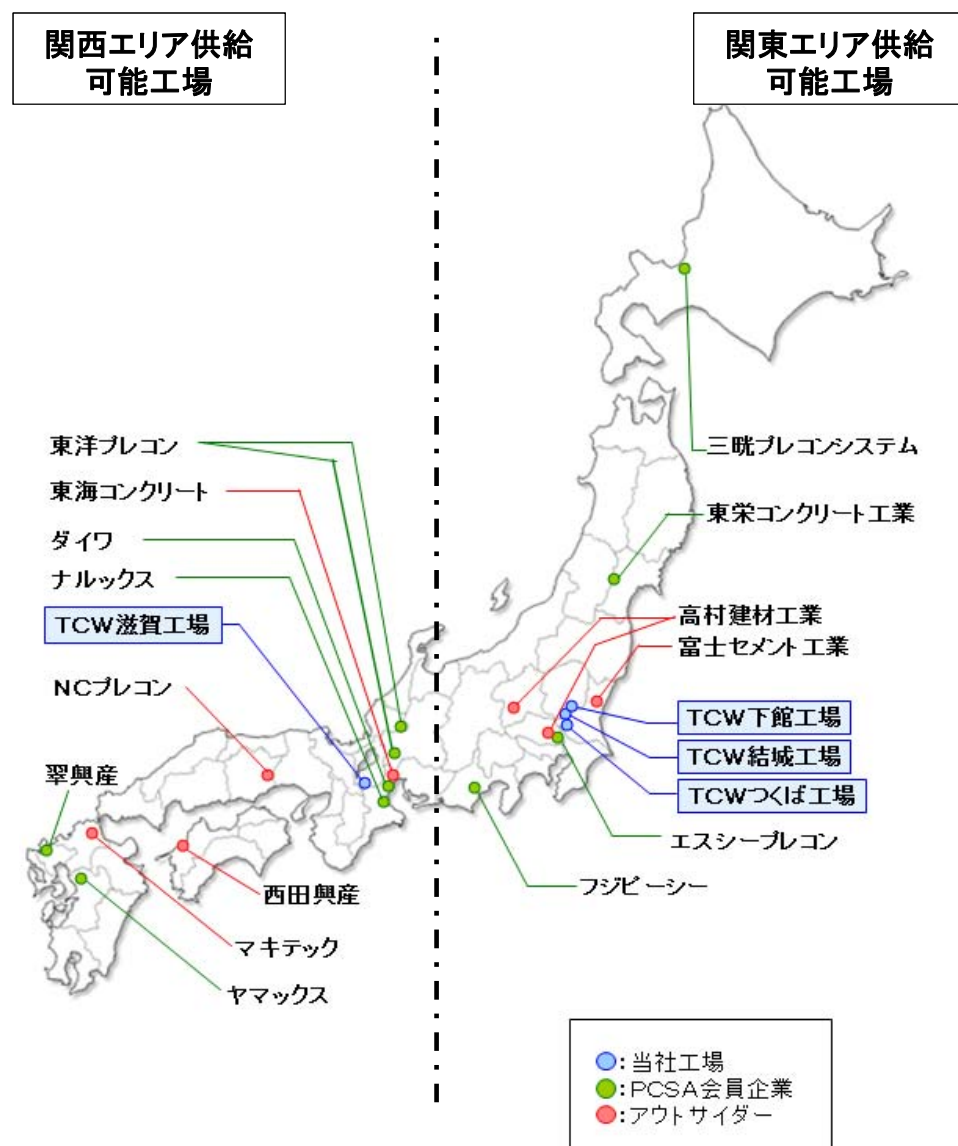 関西エリア供給
可能工場
関東エリア供給
可能工場
東洋プレコン
東海コンクリート
ダイワ
ナルックス
TCW滋賀工場
NCプレコン
翠興産
西田興産
マキテック
ヤマックス
三晄プレコンシステム
東栄コンクリート工業
高村建材工業
富士セメント工業
TCW下館工場
TCW結城工場
TCWつくば工場
エスシープレコン
フジピーシー
:当社工場
:PCSA会員企業
:アウトサイダー